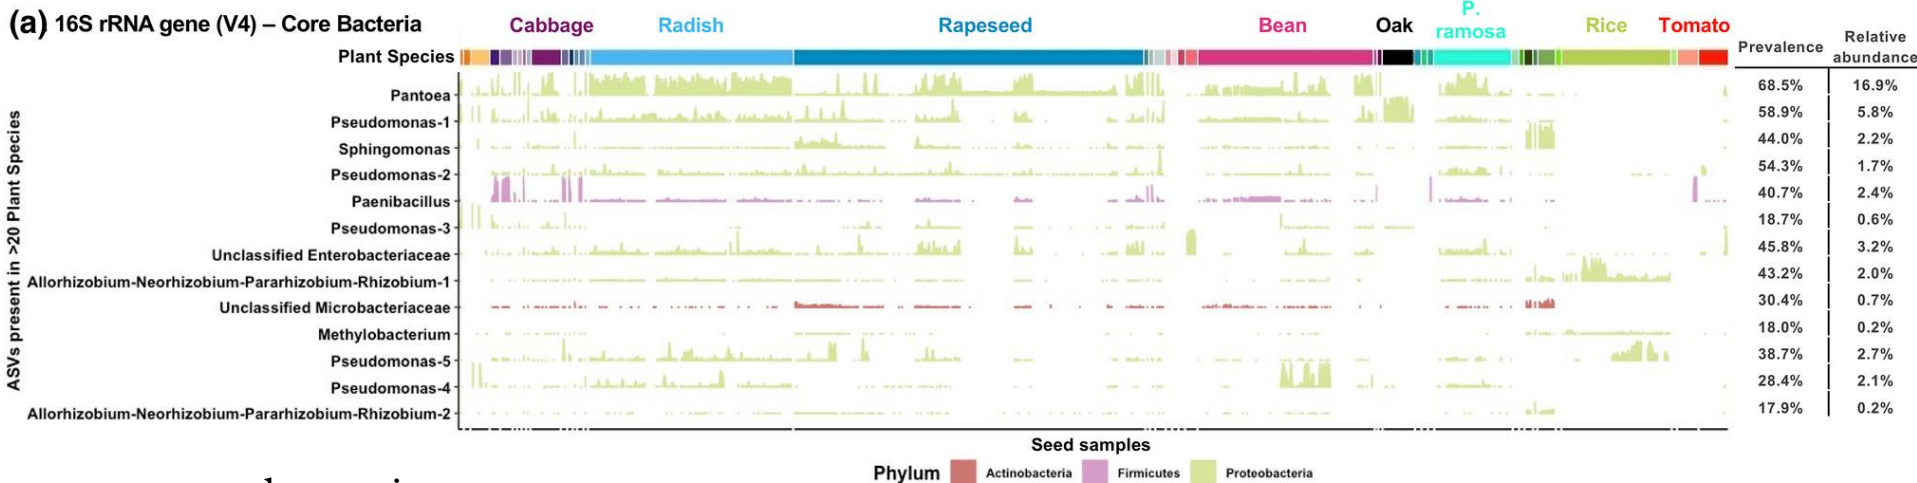 (a) 16S rRNA gene (V4) – Core Bacteria
Cabbage Radish Rapeseed Bean Oak P. ramosa Rice Tomato
Plant Species
Prevalence Relative abundance
ASVs present in >20 Plant Species
Pantoea 68.5% 16.9%
Pseudomonas-1 58.9% 5.8%
Sphingomonas 44.0% 2.2%
Pseudomonas-2 54.3% 1.7%
Paenibacillus 40.7% 2.4%
Pseudomonas-3 18.7% 0.6%
Unclassified Enterobacteriaceae 45.8% 3.2%
Allorhizobium-Neorhizobium-Pararhizobium-Rhizobium-1 43.2% 2.0%
Unclassified Microbacteriaceae 30.4% 0.7%
Methylobacterium 18.0% 0.2%
Pseudomonas-5 38.7% 2.7%
Pseudomonas-4 28.4% 2.1%
Allorhizobium-Neorhizobium-Pararhizobium-Rhizobium-2 17.9% 0.2%
Seed samples
Phylum Actinobacteria Firmicutes Proteobacteria